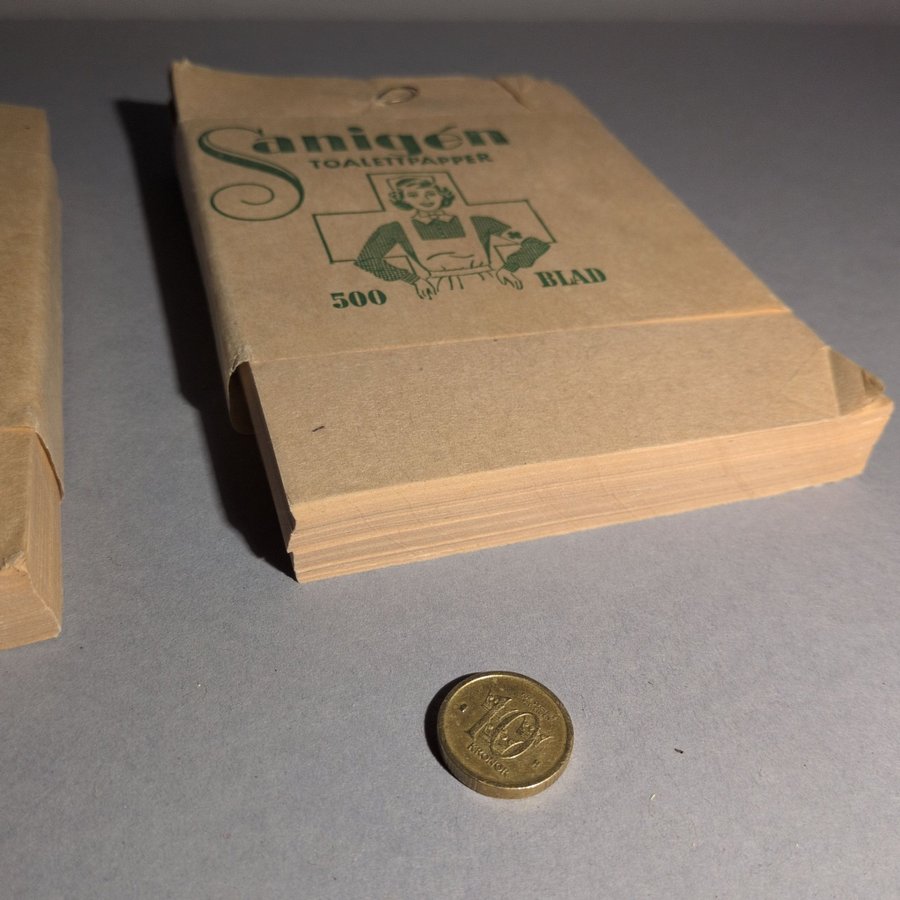 Sanigén
TOALETTPAPPER
500 BLAD
10
KRONOR